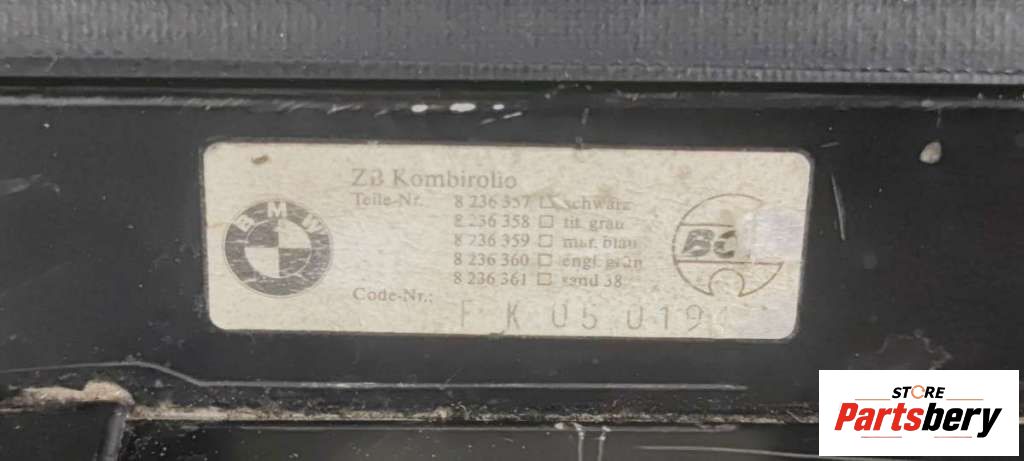 ZB Kombirollo
Teile-Nr. 8 236 357 □ schwarz
8 236 358 □ tit. grau
8 236 359 □ mar. blau
8 236 360 □ engl. grün
8 236 361 □ sand 38
Code-Nr.: F K 05 019
BMW
STORE
Partsbery